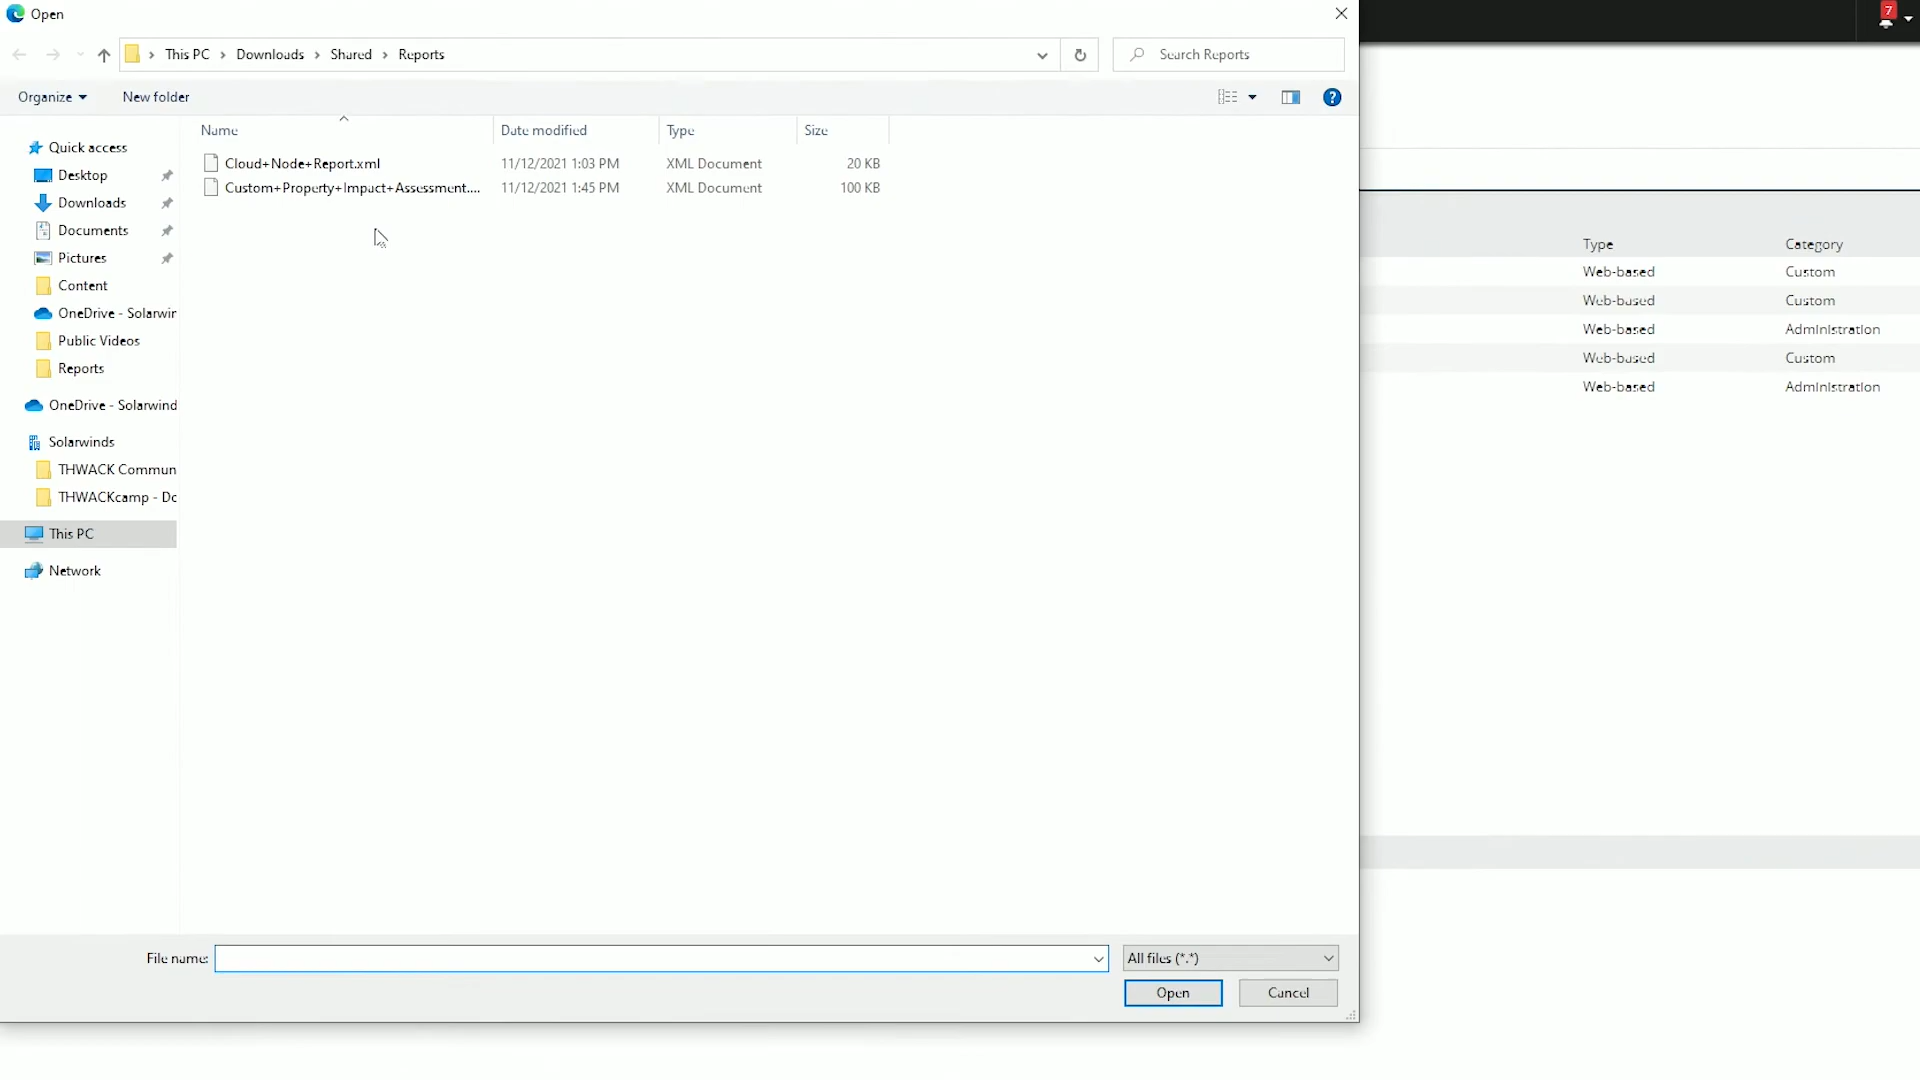 Open
7
This PC > Downloads > Shared > Reports
Search Reports
Organize
New folder
?
Name
Date modified
Type
Size
Cloud+Node+Report.xml
11/12/2021 1:03 PM
XML Document
20 KB
Custom+Property+Impact+Assessment....
11/12/2021 1:45 PM
XML Document
100 KB
Quick access
Desktop
Downloads
Documents
Pictures
Content
OneDrive - Solarwin
Public Videos
Reports
OneDrive - Solarwind
Solarwinds
THWACK Commun
THWACKcamp - Dc
This PC
Network
Type
Category
Web-based
Custom
Web-based
Custom
Web-based
Administration
Web-based
Custom
Web-based
Administration
File name:
All files (*.*)
Open
Cancel